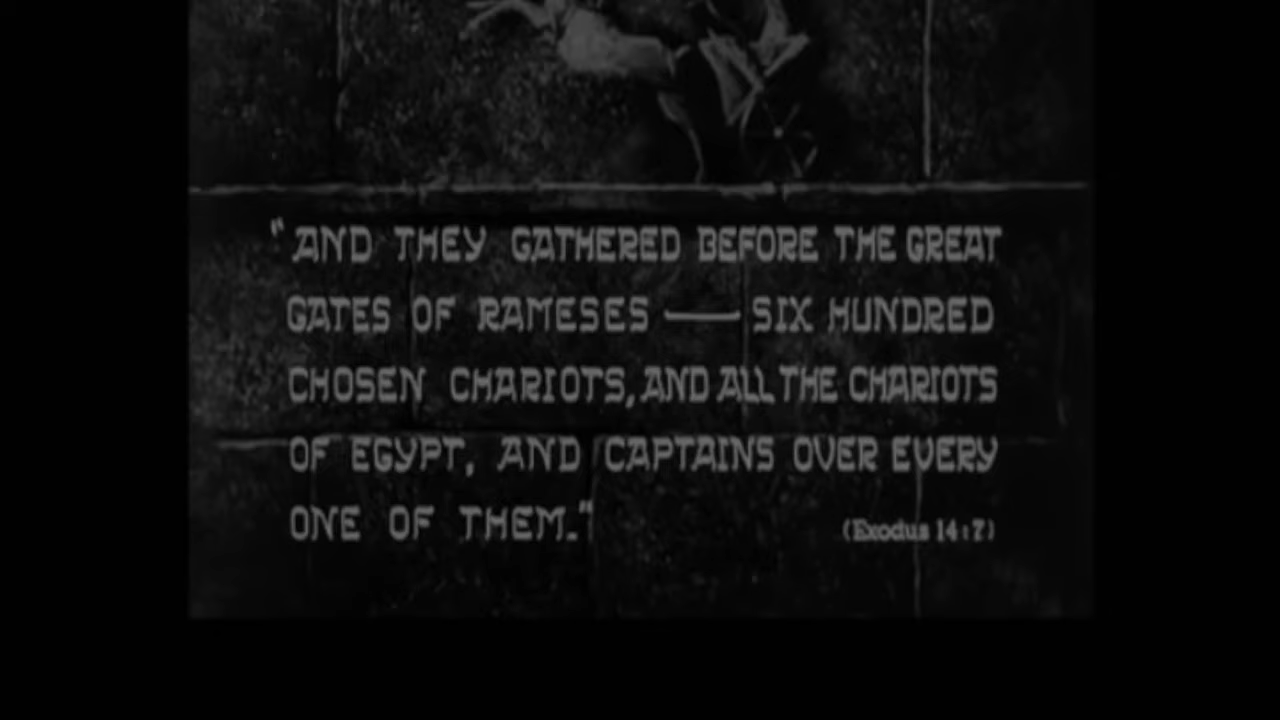 "AND THEY GATHERED BEFORE THE GREAT
GATES OF RAMESES — SIX HUNDRED
CHOSEN CHARIOTS, AND ALL THE CHARIOTS
OF EGYPT, AND CAPTAINS OVER EVERY
ONE OF THEM."
(Exodus 14:7)